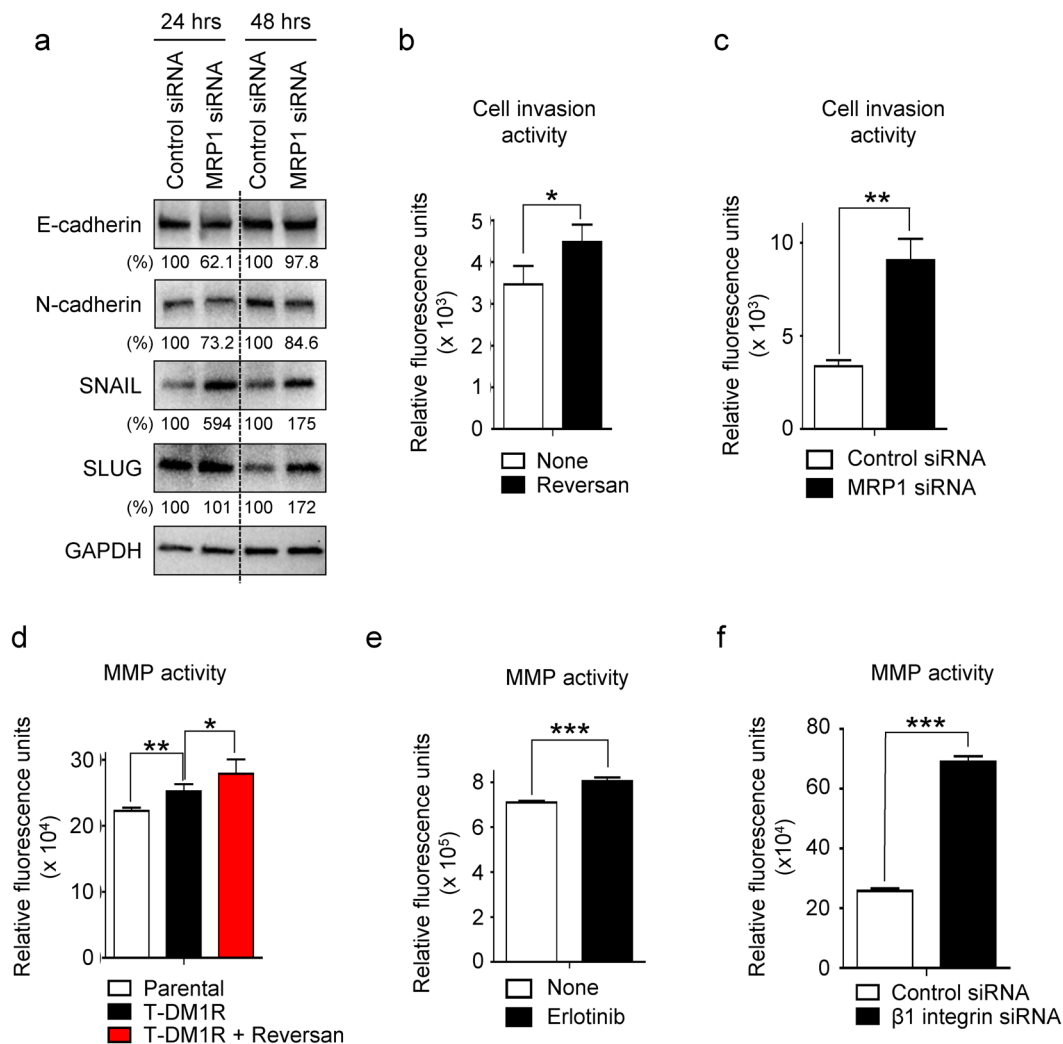 a
24 hrs 48 hrs
Control siRNA
MRP1 siRNA
Control siRNA
MRP1 siRNA
E-cadherin
(%) 100 62.1 100 97.8
N-cadherin
(%) 100 73.2 100 84.6
SNAIL
(%) 100 594 100 175
SLUG
(%) 100 101 100 172
GAPDH
b
Cell invasion
activity
*
Relative fluorescence units
(x 10³)
5
4
3
2
1
0
None
Reversan
c
Cell invasion
activity
**
Relative fluorescence units
(x 10³)
10
5
0
Control siRNA
MRP1 siRNA
d
MMP activity
**
*
Relative fluorescence units
(x 10⁴)
30
20
10
0
Parental
T-DM1R
T-DM1R + Reversan
e
MMP activity
***
Relative fluorescence units
(x 10⁵)
8
6
4
2
0
None
Erlotinib
f
MMP activity
***
Relative fluorescence units
(x10⁴)
80
60
40
20
0
Control siRNA
β1 integrin siRNA